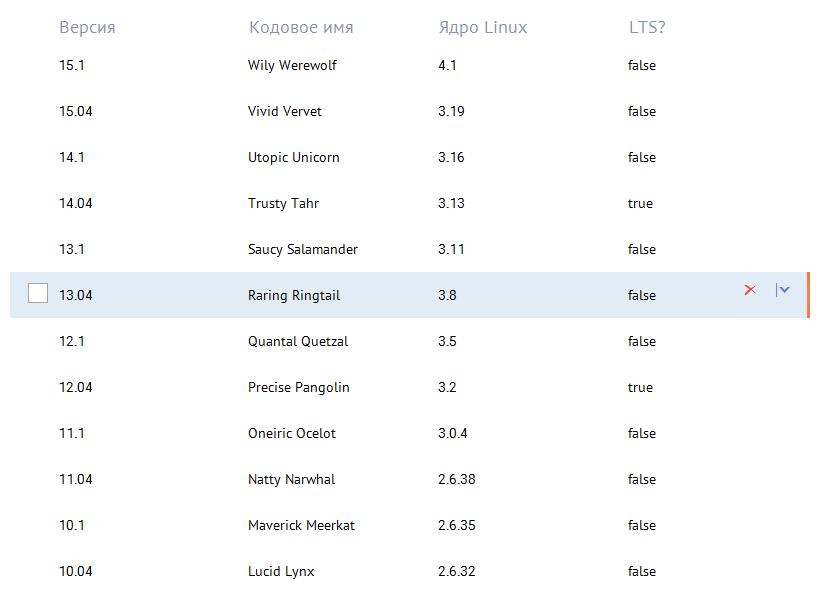 Версия Кодовое имя Ядро Linux LTS?
15.1 Wily Werewolf 4.1 false
15.04 Vivid Vervet 3.19 false
14.1 Utopic Unicorn 3.16 false
14.04 Trusty Tahr 3.13 true
13.1 Saucy Salamander 3.11 false
13.04 Raring Ringtail 3.8 false
12.1 Quantal Quetzal 3.5 false
12.04 Precise Pangolin 3.2 true
11.1 Oneiric Ocelot 3.0.4 false
11.04 Natty Narwhal 2.6.38 false
10.1 Maverick Meerkat 2.6.35 false
10.04 Lucid Lynx 2.6.32 false